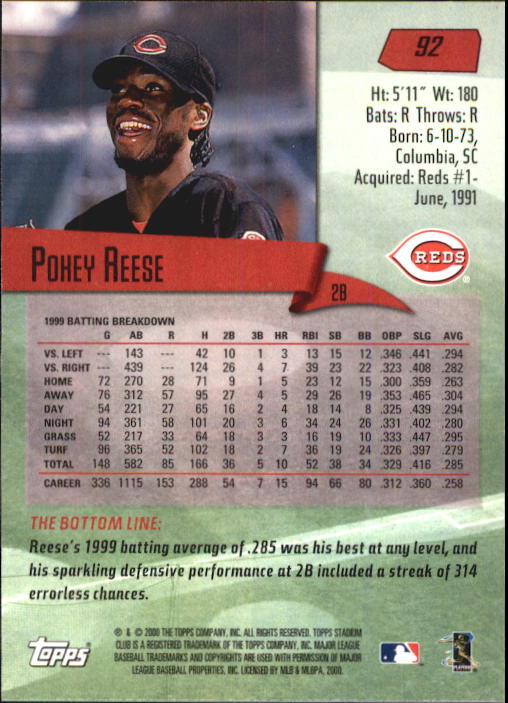 92
Ht: 5'11" Wt: 180
Bats: R Throws: R
Born: 6-10-73,
Columbia, SC
Acquired: Reds #1-
June, 1991
POKEY REESE
REDS
2B
1999 BATTING BREAKDOWN
G AB R H 2B 3B HR RBI SB BB OBP SLG AVG
VS. LEFT --- 143 --- 42 10 1 3 13 15 12 .346 .441 .294
VS. RIGHT --- 439 --- 124 26 4 7 39 23 22 .323 .408 .282
HOME 72 270 28 71 9 1 5 23 12 15 .300 .359 .263
AWAY 76 312 57 95 27 4 5 29 26 19 .353 .465 .304
DAY 54 221 27 65 16 2 4 18 14 8 .325 .439 .294
NIGHT 94 361 58 101 20 3 6 34 24 26 .331 .402 .280
GRASS 52 217 33 64 18 3 3 16 19 10 .333 .447 .295
TURF 96 365 52 102 18 2 7 36 19 24 .326 .397 .279
TOTAL 148 582 85 166 36 5 10 52 38 34 .329 .416 .285
CAREER 336 1115 153 288 54 7 15 94 66 80 .312 .360 .258
THE BOTTOM LINE:
Reese's 1999 batting average of .285 was his best at any level, and
his sparkling defensive performance at 2B included a streak of 314
errorless chances.
topps
® & © 2000 THE TOPPS COMPANY, INC. ALL RIGHTS RESERVED. TOPPS STADIUM
CLUB IS A REGISTERED TRADEMARK OF THE TOPPS COMPANY, INC. MAJOR LEAGUE
BASEBALL TRADEMARKS AND COPYRIGHTS ARE USED WITH PERMISSION OF MAJOR
LEAGUE BASEBALL PROPERTIES, INC. LICENSED BY MLB & MLBPA, 2000.